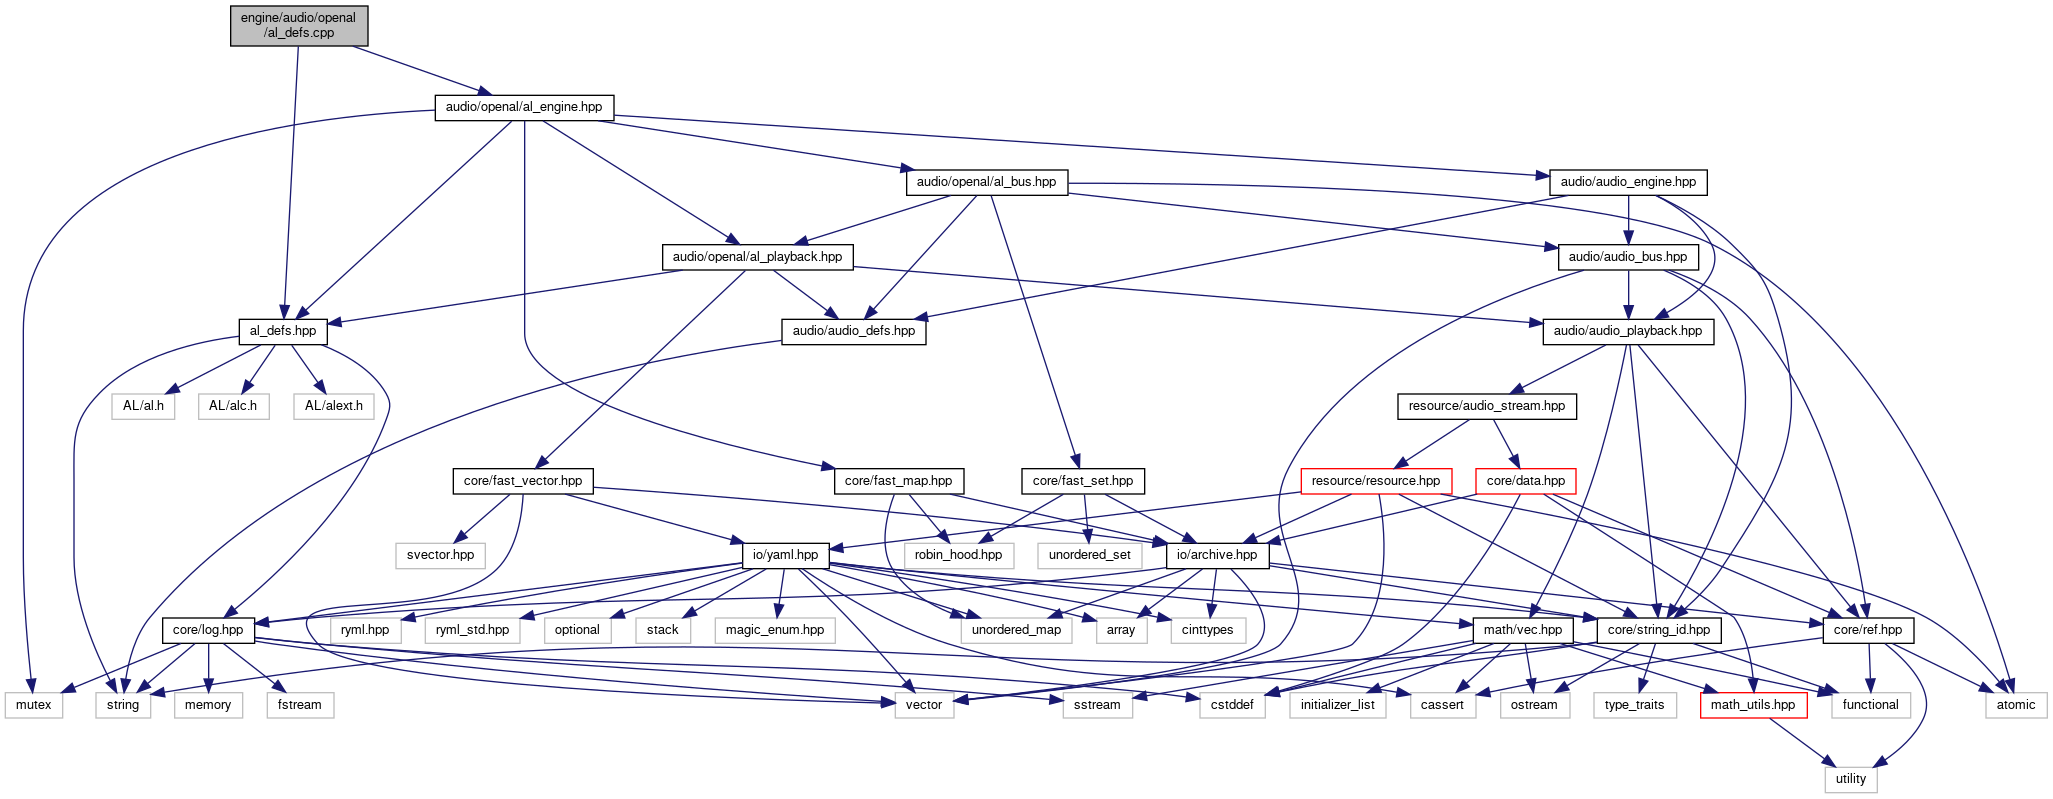 engine/audio/openal
/al_defs.cpp
audio/openal/al_engine.hpp
audio/openal/al_bus.hpp
audio/audio_engine.hpp
audio/openal/al_playback.hpp
audio/audio_bus.hpp
al_defs.hpp
audio/audio_defs.hpp
audio/audio_playback.hpp
AL/al.h
AL/alc.h
AL/alext.h
resource/audio_stream.hpp
core/fast_vector.hpp
core/fast_map.hpp
core/fast_set.hpp
resource/resource.hpp
core/data.hpp
svector.hpp
io/yaml.hpp
robin_hood.hpp
unordered_set
io/archive.hpp
core/log.hpp
ryml.hpp
ryml_std.hpp
optional
stack
magic_enum.hpp
unordered_map
array
cinttypes
math/vec.hpp
core/string_id.hpp
core/ref.hpp
mutex
string
memory
fstream
vector
sstream
cstddef
initializer_list
cassert
ostream
type_traits
math_utils.hpp
functional
atomic
utility